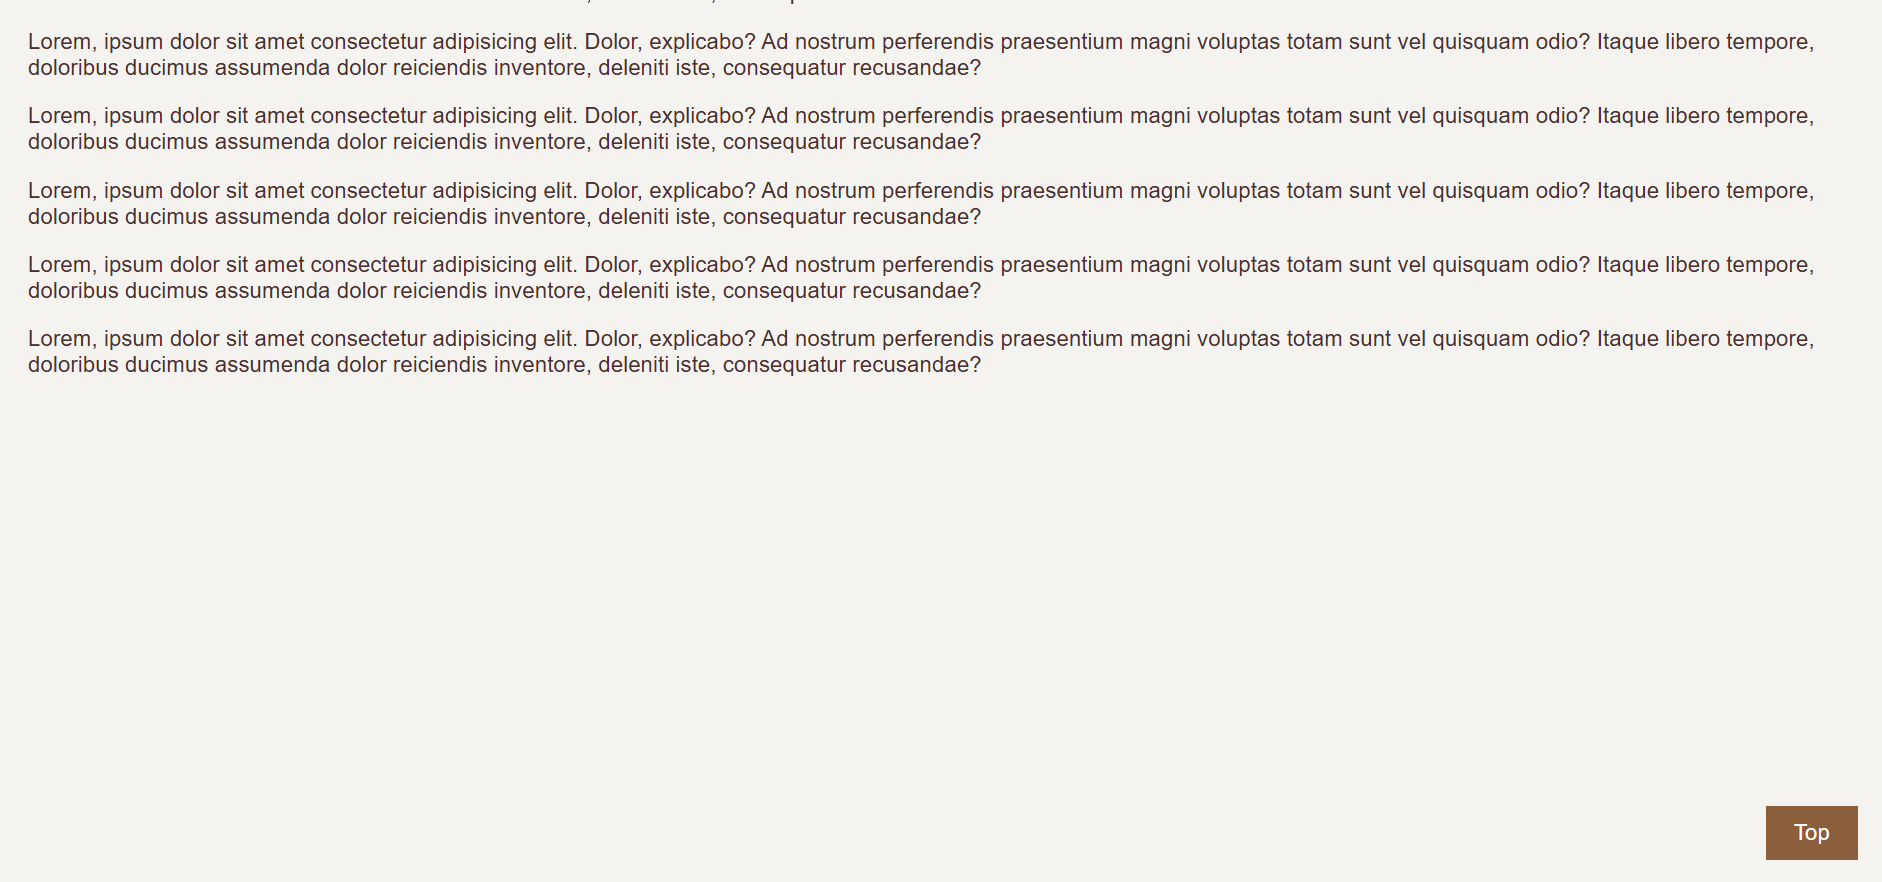 Lorem, ipsum dolor sit amet consectetur adipisicing elit. Dolor, explicabo? Ad nostrum perferendis praesentium magni voluptas totam sunt vel quisquam odio? Itaque libero tempore,
doloribus ducimus assumenda dolor reiciendis inventore, deleniti iste, consequatur recusandae?
Lorem, ipsum dolor sit amet consectetur adipisicing elit. Dolor, explicabo? Ad nostrum perferendis praesentium magni voluptas totam sunt vel quisquam odio? Itaque libero tempore,
doloribus ducimus assumenda dolor reiciendis inventore, deleniti iste, consequatur recusandae?
Lorem, ipsum dolor sit amet consectetur adipisicing elit. Dolor, explicabo? Ad nostrum perferendis praesentium magni voluptas totam sunt vel quisquam odio? Itaque libero tempore,
doloribus ducimus assumenda dolor reiciendis inventore, deleniti iste, consequatur recusandae?
Lorem, ipsum dolor sit amet consectetur adipisicing elit. Dolor, explicabo? Ad nostrum perferendis praesentium magni voluptas totam sunt vel quisquam odio? Itaque libero tempore,
doloribus ducimus assumenda dolor reiciendis inventore, deleniti iste, consequatur recusandae?
Lorem, ipsum dolor sit amet consectetur adipisicing elit. Dolor, explicabo? Ad nostrum perferendis praesentium magni voluptas totam sunt vel quisquam odio? Itaque libero tempore,
doloribus ducimus assumenda dolor reiciendis inventore, deleniti iste, consequatur recusandae?
Top